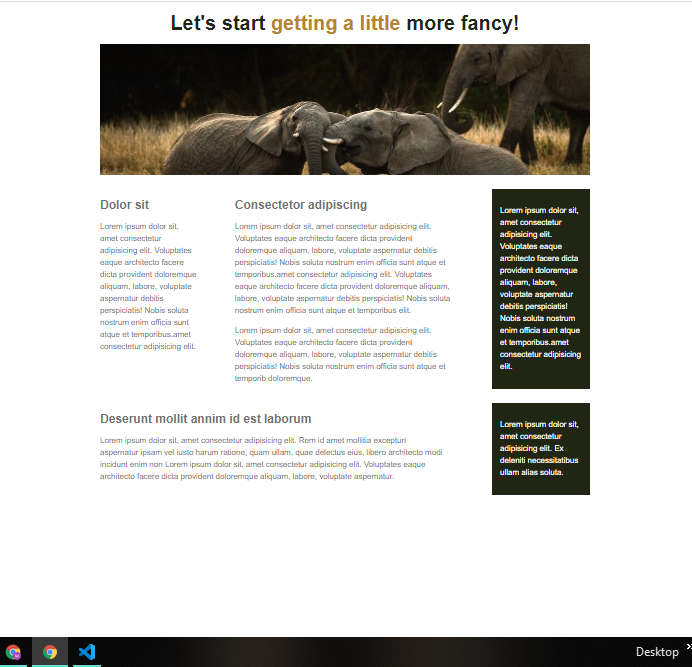 Let's start getting a little more fancy!
Dolor sit
Lorem ipsum dolor sit,
amet consectetur
adipisicing elit. Voluptates
eaque architecto facere
dicta provident doloremque
aliquam, labore, voluptate
aspernatur debitis
perspiciatis! Nobis soluta
nostrum enim officia sunt
atque et temporibus.amet
consectetur adipisicing elit.
Consectetor adipiscing
Lorem ipsum dolor sit, amet consectetur adipisicing elit.
Voluptates eaque architecto facere dicta provident
doloremque aliquam, labore, voluptate aspernatur debitis
perspiciatis! Nobis soluta nostrum enim officia sunt atque et
temporibus.amet consectetur adipisicing elit. Voluptates
eaque architecto facere dicta provident doloremque
aliquam, labore, voluptate aspernatur debitis perspiciatis!
Nobis soluta nostrum enim officia sunt atque et temporibus elit.
Lorem ipsum dolor sit, amet consectetur adipisicing elit.
Voluptates eaque architecto facere dicta provident
doloremque aliquam, labore, voluptate aspernatur debitis
perspiciatis! Nobis soluta nostrum enim officia sunt atque et
temporib doloremque.
Lorem ipsum dolor sit,
amet consectetur
adipisicing elit.
Voluptates eaque
architecto facere dicta
provident doloremque
aliquam, labore,
voluptate aspernatur
debitis perspiciatis!
Nobis soluta nostrum
enim officia sunt atque
et temporibus.amet
consectetur adipisicing
elit.
Deserunt mollit annim id est laborum
Lorem ipsum dolor sit, amet consectetur adipisicing elit. Rem id amet mollitia excepturi
aspernatur ipsam vel iusto harum ratione, quam ullam, quae delectus eius, libero architecto modi
incidunt enim non Lorem ipsum dolor sit, amet consectetur adipisicing elit. Voluptates eaque
architecto facere dicta provident doloremque aliquam, labore, voluptate aspernatur.
Lorem ipsum dolor sit,
amet consectetur
adipisicing elit. Ex
deleniti necessitatibus
ullam alias soluta.
Desktop